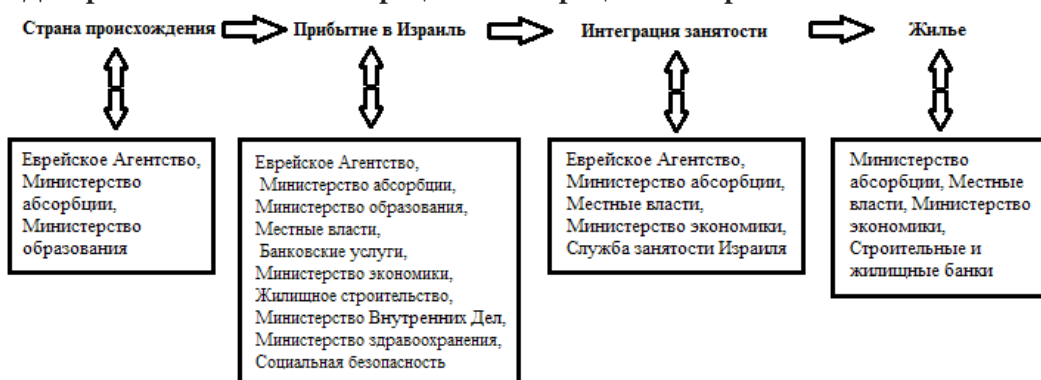 Страна происхождения
Прибытие в Израиль
Интеграция занятости
Жилье
Еврейское Агентство,
Министерство
абсорбции,
Министерство
образования
Еврейское Агентство,
Министерство абсорбции,
Министерство образования,
Местные власти,
Банковские услуги,
Министерство экономики,
Жилищное строительство,
Министерство Внутренних Дел,
Министерство здравоохранения,
Социальная безопасность
Еврейское Агентство,
Министерство абсорбции,
Местные власти,
Министерство экономики,
Служба занятости Израиля
Министерство
абсорбции, Местные
власти, Министерство
экономики,
Строительные и
жилищные банки